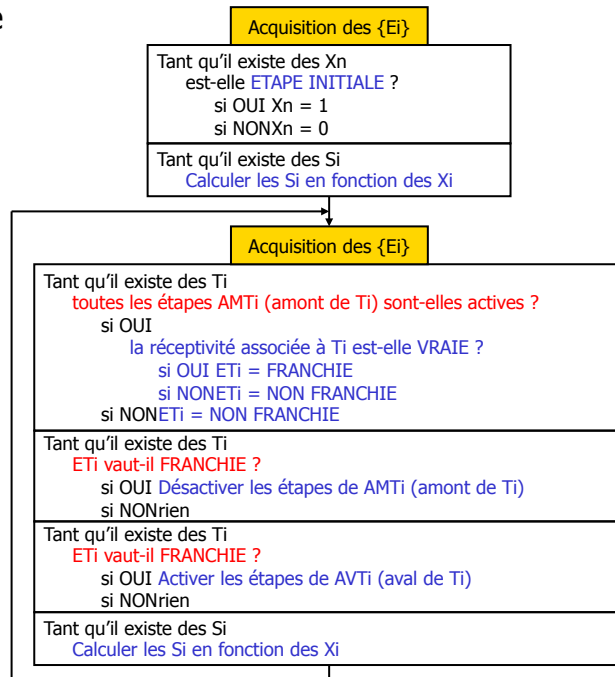 e
Acquisition des {Ei}
Tant qu'il existe des Xn
est-elle ETAPE INITIALE ?
si OUI Xn = 1
si NONXn = 0
Tant qu'il existe des Si
Calculer les Si en fonction des Xi
Acquisition des {Ei}
Tant qu'il existe des Ti
toutes les étapes AMTi (amont de Ti) sont-elles actives ?
si OUI
la réceptivité associée à Ti est-elle VRAIE ?
si OUI ETi = FRANCHIE
si NONETi = NON FRANCHIE
si NONETi = NON FRANCHIE
Tant qu'il existe des Ti
ETi vaut-il FRANCHIE ?
si OUI Désactiver les étapes de AMTi (amont de Ti)
si NONrien
Tant qu'il existe des Ti
ETi vaut-il FRANCHIE ?
si OUI Activer les étapes de AVTi (aval de Ti)
si NONrien
Tant qu'il existe des Si
Calculer les Si en fonction des Xi